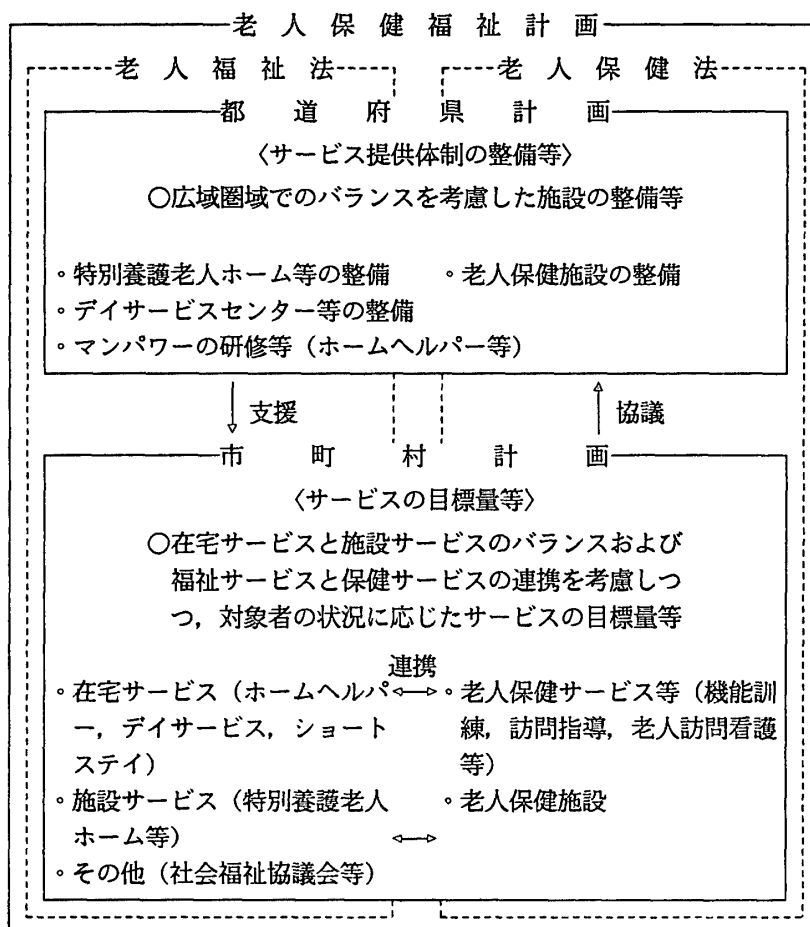 老人保健福祉計画
老人福祉法 老人保健法
都道府県計画
〈サービス提供体制の整備等〉
○広域圏域でのバランスを考慮した施設の整備等
◦特別養護老人ホーム等の整備 ◦老人保健施設の整備
◦デイサービスセンター等の整備
◦マンパワーの研修等（ホームヘルパー等）
支援 協議
市町村計画
〈サービスの目標量等〉
○在宅サービスと施設サービスのバランスおよび
福祉サービスと保健サービスの連携を考慮しつ
つ，対象者の状況に応じたサービスの目標量等
連携
◦在宅サービス（ホームヘルパ
ー，デイサービス，ショート
ステイ）
◦老人保健サービス等（機能訓
練，訪問指導，老人訪問看護
等）
◦施設サービス（特別養護老人
ホーム等）
◦老人保健施設
◦その他（社会福祉協議会等）